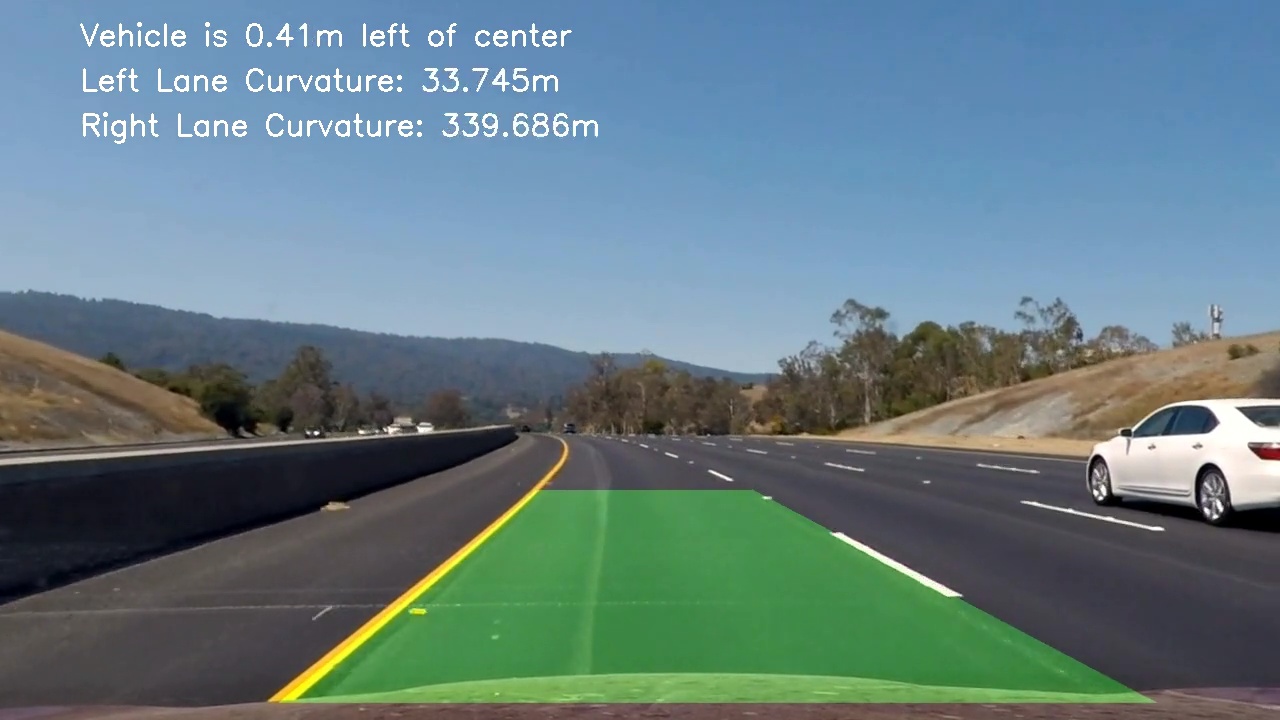 Vehicle is 0.41m left of center
Left Lane Curvature: 33.745m
Right Lane Curvature: 339.686m